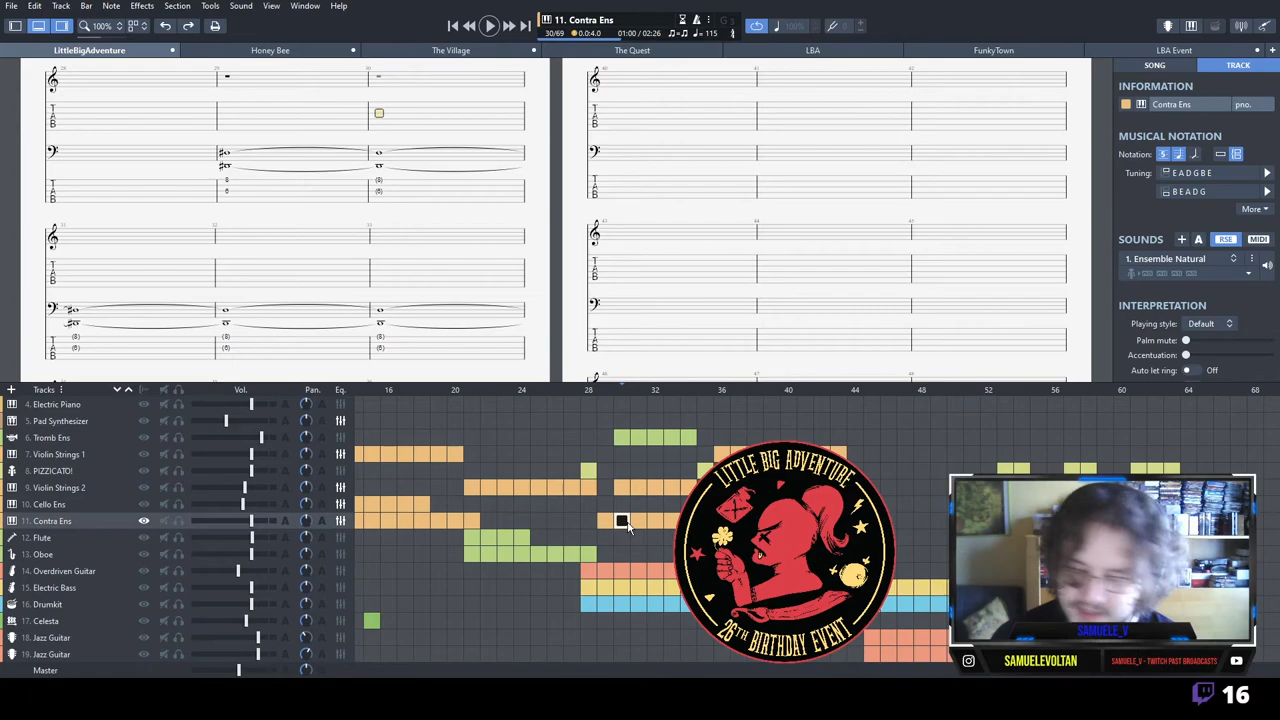 File Edit Track Bar Note Effects Section Tools Sound View Window Help
100%
11. Contra Ens
30/69 0.0:4.0 01:00 / 02:26 = 115
100%
LittleBigAdventure Honey Bee The Village The Quest LBA FunkyTown LBA Event
SONG TRACK
INFORMATION
Contra Ens pno.
MUSICAL NOTATION
Notation:
Tuning: E A D G B E
B E A D G
More
SOUNDS A RSE MIDI
1. Ensemble Natural
INTERPRETATION
Playing style: Default
Palm mute:
Accentuation:
Auto let ring: Off
Tracks Vol. Pan. Eq. 16 20 28 32 40 44 48 52 56 60 64 68
4. Electric Piano
5. Pad Synthesizer
6. Tromb Ens
7. Violin Strings 1
8. PIZZICATO!
9. Violin Strings 2
10. Cello Ens
11. Contra Ens
12. Flute
13. Oboe
14. Overdriven Guitar
15. Electric Bass
16. Drumkit
17. Celesta
18. Jazz Guitar
19. Jazz Guitar
Master
LITTLE BIG ADVENTURE
26TH BIRTHDAY EVENT
SAMUELE_V
SAMUELEVOLTAN
SAMUELE_V - TWITCH PAST BROADCASTS
16